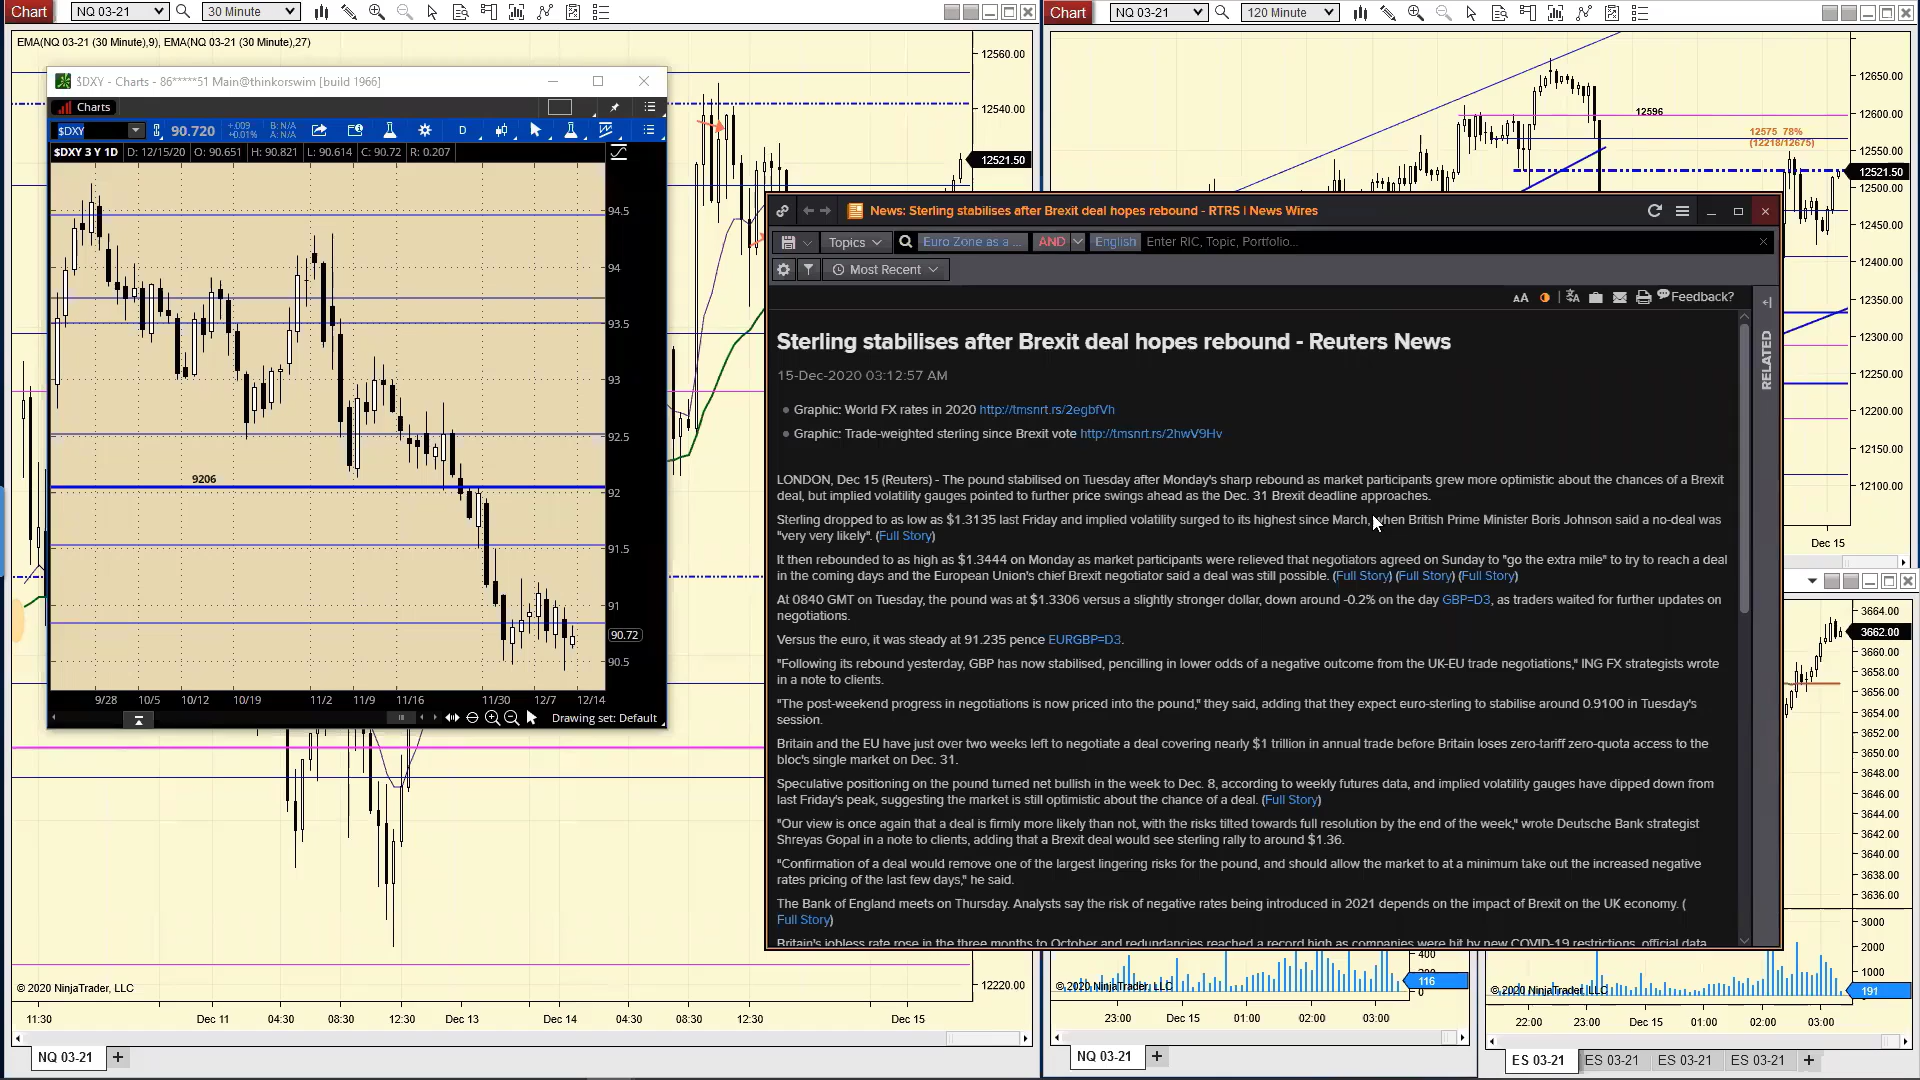 Chart NQ 03-21 30 Minute
EMA(NQ 03-21 (30 Minute),9), EMA(NQ 03-21 (30 Minute),27)
12560.00
12540.00
12521.50
12220.00
© 2020 NinjaTrader, LLC
11:30 Dec 11 04:30 08:30 12:30 Dec 13 Dec 14 04:30 08:30 12:30 Dec 15
NQ 03-21 +
$DXY - Charts - 86*****51 Main@thinkorswim [build 1966]
Charts
$DXY 90.720 +.009 +0.01% B: N/A A: N/A D
$DXY 3 Y 1D D: 12/15/20 O: 90.651 H: 90.821 L: 90.614 C: 90.72 R: 0.207
94.5
94
93.5
93
92.5
9206
92
91.5
91
90.72
90.5
9/28 10/5 10/12 10/19 11/2 11/9 11/16 11/30 12/7 12/14
Drawing set: Default
Chart NQ 03-21 120 Minute
12650.00
12600.00
12596
12575 78%
(12218/12675)
12550.00
12521.50
12500.00
12450.00
12400.00
12350.00
12300.00
12250.00
12200.00
12150.00
12100.00
Dec 15
News: Sterling stabilises after Brexit deal hopes rebound - RTRS | News Wires
Topics Euro Zone as a ... AND English Enter RIC, Topic, Portfolio...
Most Recent
AA Feedback?
RELATED
Sterling stabilises after Brexit deal hopes rebound - Reuters News
15-Dec-2020 03:12:57 AM
Graphic: World FX rates in 2020 http://tmsnrt.rs/2egbfVh
Graphic: Trade-weighted sterling since Brexit vote http://tmsnrt.rs/2hwV9Hv
LONDON, Dec 15 (Reuters) - The pound stabilised on Tuesday after Monday's sharp rebound as market participants grew more optimistic about the chances of a Brexit
deal, but implied volatility gauges pointed to further price swings ahead as the Dec. 31 Brexit deadline approaches.
Sterling dropped to as low as $1.3135 last Friday and implied volatility surged to its highest since March, when British Prime Minister Boris Johnson said a no-deal was
"very very likely". (Full Story)
It then rebounded to as high as $1.3444 on Monday as market participants were relieved that negotiators agreed on Sunday to "go the extra mile" to try to reach a deal
in the coming days and the European Union's chief Brexit negotiator said a deal was still possible. (Full Story) (Full Story) (Full Story)
At 0840 GMT on Tuesday, the pound was at $1.3306 versus a slightly stronger dollar, down around -0.2% on the day GBP=D3, as traders waited for further updates on
negotiations.
Versus the euro, it was steady at 91.235 pence EURGBP=D3.
"Following its rebound yesterday, GBP has now stabilised, pencilling in lower odds of a negative outcome from the UK-EU trade negotiations," ING FX strategists wrote
in a note to clients.
"The post-weekend progress in negotiations is now priced into the pound," they said, adding that they expect euro-sterling to stabilise around 0.9100 in Tuesday's
session.
Britain and the EU have just over two weeks left to negotiate a deal covering nearly $1 trillion in annual trade before Britain loses zero-tariff zero-quota access to the
bloc's single market on Dec. 31.
Speculative positioning on the pound turned net bullish in the week to Dec. 8, according to weekly futures data, and implied volatility gauges have dipped down from
last Friday's peak, suggesting the market is still optimistic about the chance of a deal. (Full Story)
"Our view is once again that a deal is firmly more likely than not, with the risks tilted towards full resolution by the end of the week," wrote Deutsche Bank strategist
Shreyas Gopal in a note to clients, adding that a Brexit deal would see sterling rally to around $1.36.
"Confirmation of a deal would remove one of the largest lingering risks for the pound, and should allow the market to at a minimum take out the increased negative
rates pricing of the last few days," he said.
The Bank of England meets on Thursday. Analysts say the risk of negative rates being introduced in 2021 depends on the impact of Brexit on the UK economy. (
Full Story)
Britain's jobless rate rose in the three months to October and redundancies reached a record high as companies were hit by new COVID-19 restrictions, official data
400
116
0
© 2020 NinjaTrader, LLC
23:00 Dec 15 01:00 02:00 03:00
NQ 03-21 +
3664.00
3662.00
3660.00
3658.00
3656.00
3654.00
3652.00
3650.00
3648.00
3646.00
3644.00
3642.00
3640.00
3638.00
3636.00
3000
2000
1000
191
© 2020 NinjaTrader, LLC
22:00 23:00 Dec 15 01:00 02:00 03:00
ES 03-21 ES 03-21 ES 03-21 ES 03-21 +